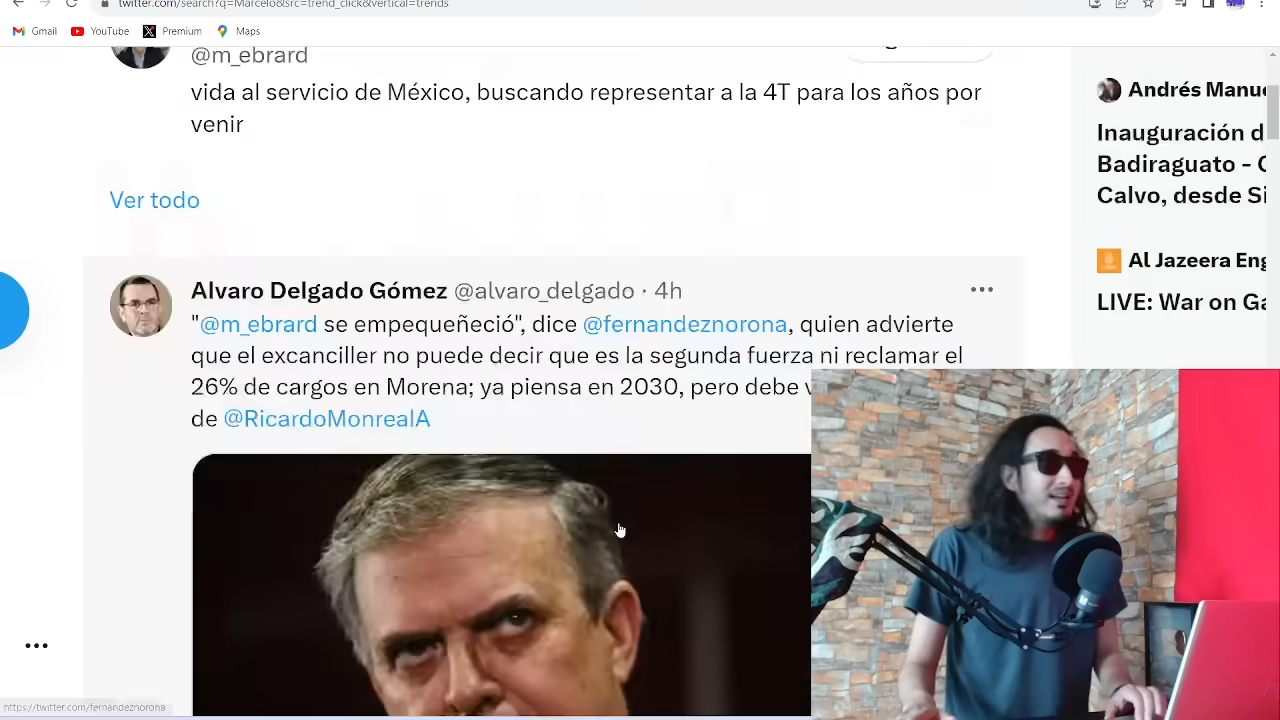 twitter.com/search?q=Marcelo&src=trend_click&vertical=trends
Gmail
YouTube
Premium
Maps
@m_ebrard
vida al servicio de México, buscando representar a la 4T para los años por
venir
Ver todo
Alvaro Delgado Gómez @alvaro_delgado · 4h
"@m_ebrard se empequeñeció", dice @fernandeznorona, quien advierte
que el excanciller no puede decir que es la segunda fuerza ni reclamar el
26% de cargos en Morena; ya piensa en 2030, pero debe
de @RicardoMonrealA
Andrés Manu
Inauguración d
Badiraguato -
Calvo, desde Si
Al Jazeera Eng
LIVE: War on Ga
https://twitter.com/fernandeznorona